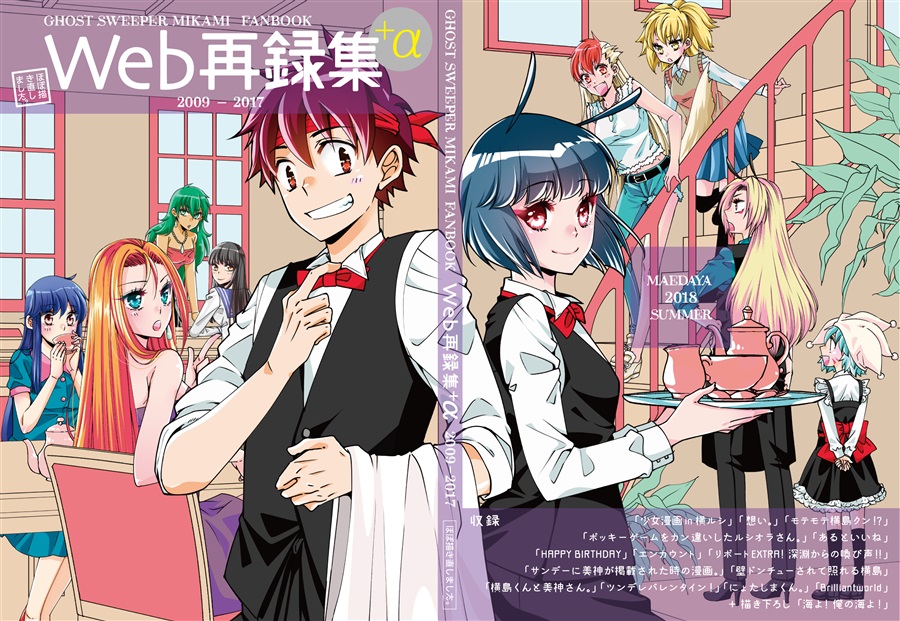 GHOST SWEEPER MIKAMI FANBOOK
Web再録集+α
ほぼ描き直しました。
2009 − 2017
GHOST SWEEPER MIKAMI FANBOOK Web再録集+α 2009−2017 ほぼ描き直しました。
MAEDAYA
2018
SUMMER
収録
「少女漫画in横ルシ」「想い。」「モテモテ横島クン!?」
「ポッキーゲームをカン違いしたルシオラさん。」「あるといいね」
「HAPPY BIRTHDAY」「エンカウント」「リポートEXTRA! 深淵からの喚び声!!」
「サンデーに美神が掲載された時の漫画。」「壁ドンチューされて照れる横島」
「横島くんと美神さん。」「ツンデレバレンタイン!」「にょたしまくん。」「Brilliantworld」
+ 描き下ろし「海よ! 俺の海よ!」